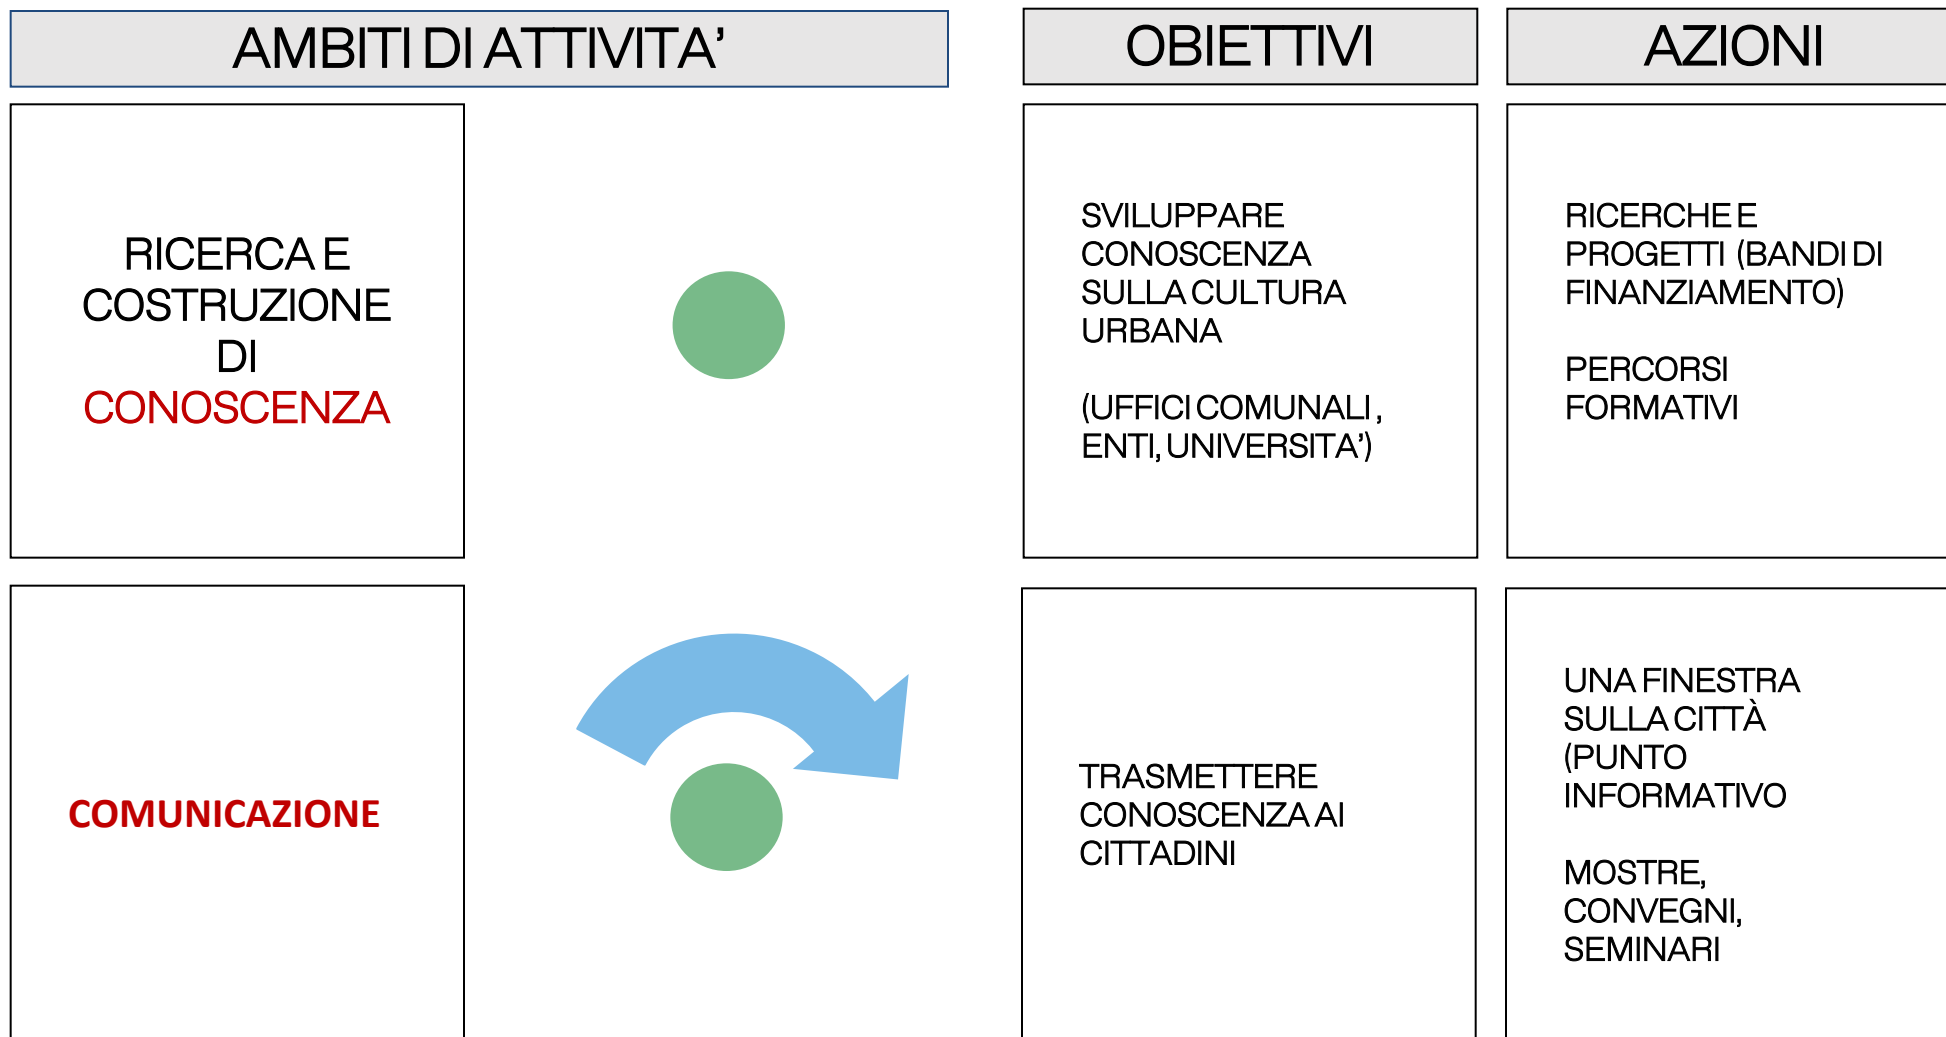 AMBITI DI ATTIVITA’
OBIETTIVI
AZIONI
RICERCA E
COSTRUZIONE
DI
CONOSCENZA
SVILUPPARE
CONOSCENZA
SULLA CULTURA
URBANA
(UFFICI COMUNALI ,
ENTI, UNIVERSITA’)
RICERCHE E
PROGETTI (BANDI DI
FINANZIAMENTO)
PERCORSI
FORMATIVI
COMUNICAZIONE
TRASMETTERE
CONOSCENZA AI
CITTADINI
UNA FINESTRA
SULLA CITTÀ
(PUNTO
INFORMATIVO
MOSTRE,
CONVEGNI,
SEMINARI